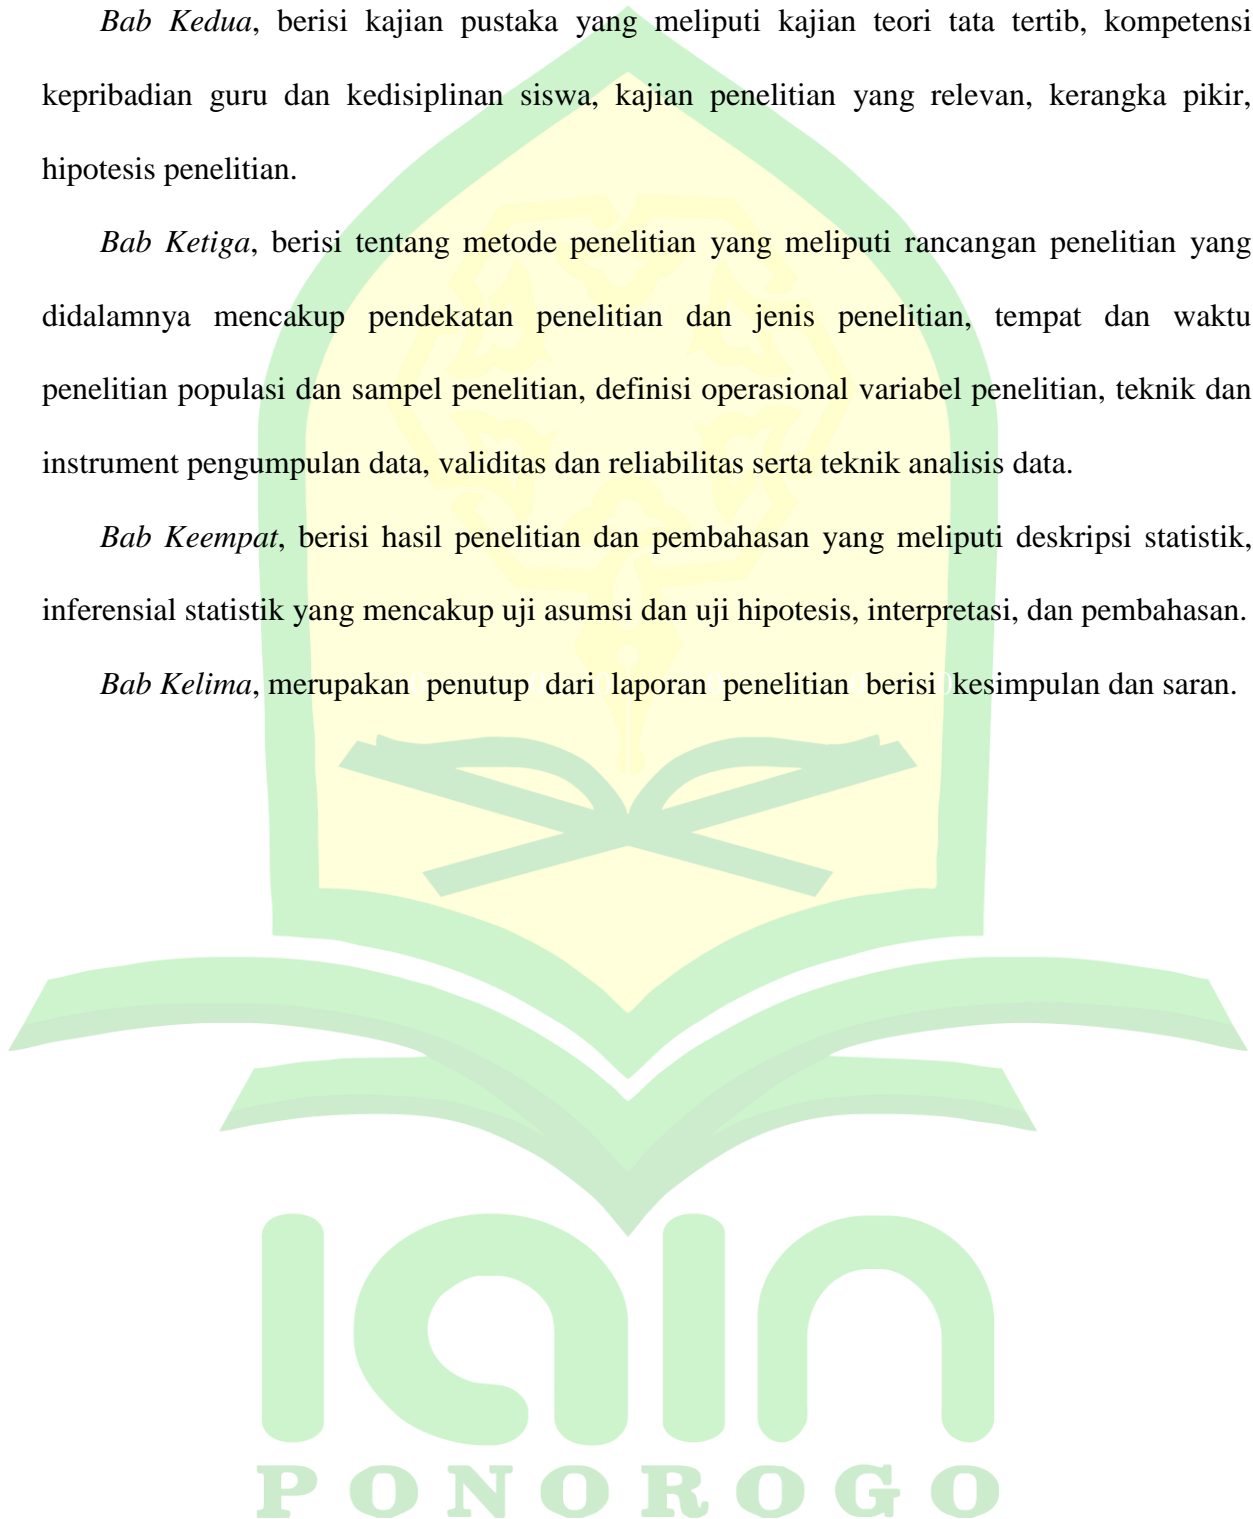 Bab Kedua, berisi kajian pustaka yang meliputi kajian teori tata tertib, kompetensi
kepribadian guru dan kedisiplinan siswa, kajian penelitian yang relevan, kerangka pikir,
hipotesis penelitian.
Bab Ketiga, berisi tentang metode penelitian yang meliputi rancangan penelitian yang
didalamnya mencakup pendekatan penelitian dan jenis penelitian, tempat dan waktu
penelitian populasi dan sampel penelitian, definisi operasional variabel penelitian, teknik dan
instrument pengumpulan data, validitas dan reliabilitas serta teknik analisis data.
Bab Keempat, berisi hasil penelitian dan pembahasan yang meliputi deskripsi statistik,
inferensial statistik yang mencakup uji asumsi dan uji hipotesis, interpretasi, dan pembahasan.
Bab Kelima, merupakan penutup dari laporan penelitian berisi kesimpulan dan saran.
IAIN
PONOROGO